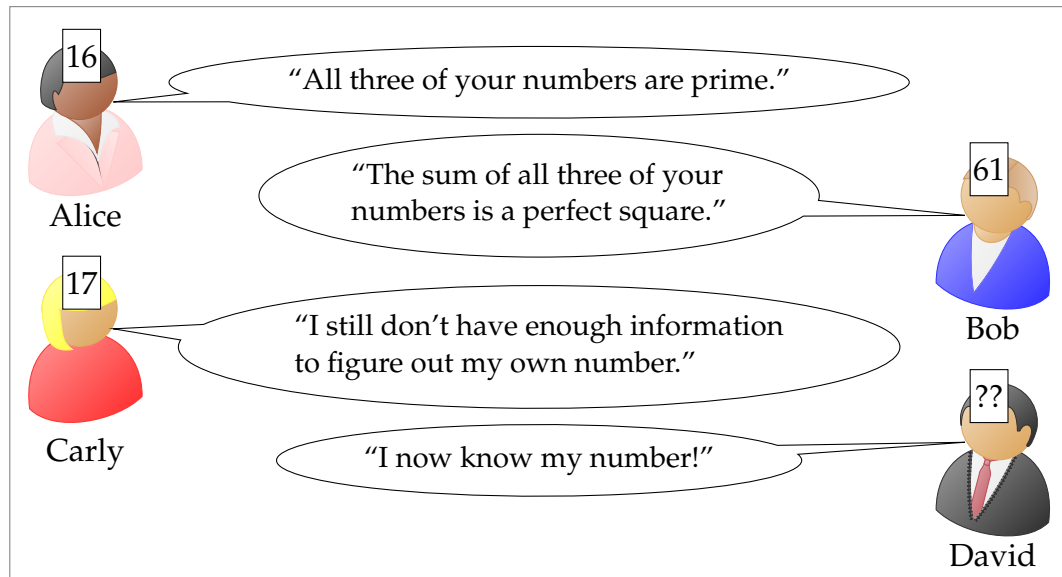 16
“All three of your numbers are prime.”
Alice
“The sum of all three of your
numbers is a perfect square.”
61
Bob
17
“I still don’t have enough information
to figure out my own number.”
Carly
“I now know my number!”
??
David